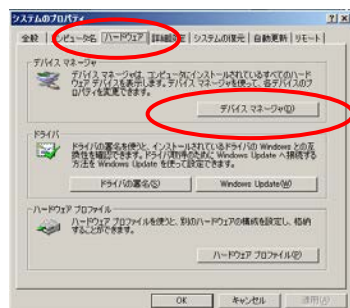 システムのプロパティ
全般 コンピュータ名 ハードウェア 詳細設定 システムの復元 自動更新 リモート
デバイス マネージャ
デバイス マネージャは、コンピュータにインストールされているすべてのハード
ウェア デバイスを表示します。デバイス マネージャを使って、各デバイスのプ
ロパティを変更できます。
デバイス マネージャ(D)
ドライバ
ドライバの署名を使うと、インストールされているドライバの Windows との互
換性を確認できます。ドライバ取得のために Windows Update へ接続する
方法を Windows Update を使って設定できます。
ドライバの署名(S) Windows Update(W)
ハードウェア プロファイル
ハードウェア プロファイルを使うと、別のハードウェアの構成を設定し、格納
することができます。
ハードウェア プロファイル(P)
OK キャンセル 適用(A)